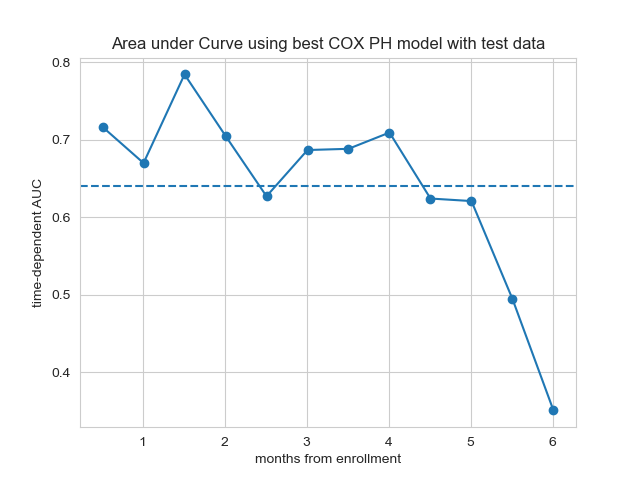 Area under Curve using best COX PH model with test data
0.8
0.7
0.6
0.5
0.4
time-dependent AUC
1 2 3 4 5 6
months from enrollment